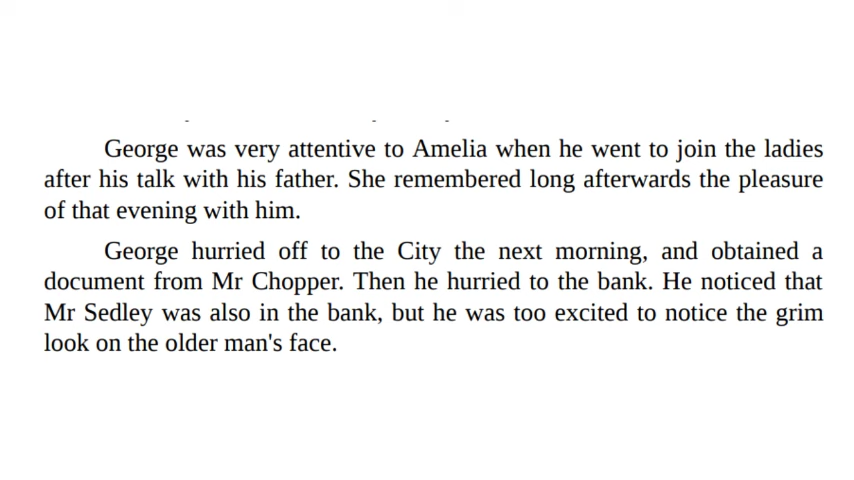 George was very attentive to Amelia when he went to join the ladies
after his talk with his father. She remembered long afterwards the pleasure
of that evening with him.
George hurried off to the City the next morning, and obtained a
document from Mr Chopper. Then he hurried to the bank. He noticed that
Mr Sedley was also in the bank, but he was too excited to notice the grim
look on the older man's face.